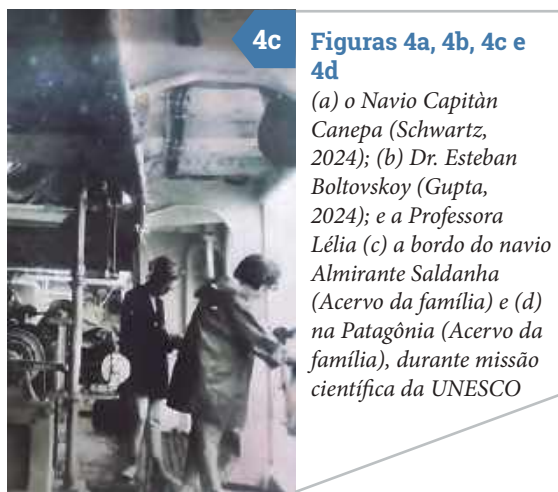 4c
Figuras 4a, 4b, 4c e
4d
(a) o Navio Capitàn
Canepa (Schwartz,
2024); (b) Dr. Esteban
Boltovskoy (Gupta,
2024); e a Professora
Lélia (c) a bordo do navio
Almirante Saldanha
(Acervo da família) e (d)
na Patagônia (Acervo da
família), durante missão
científica da UNESCO